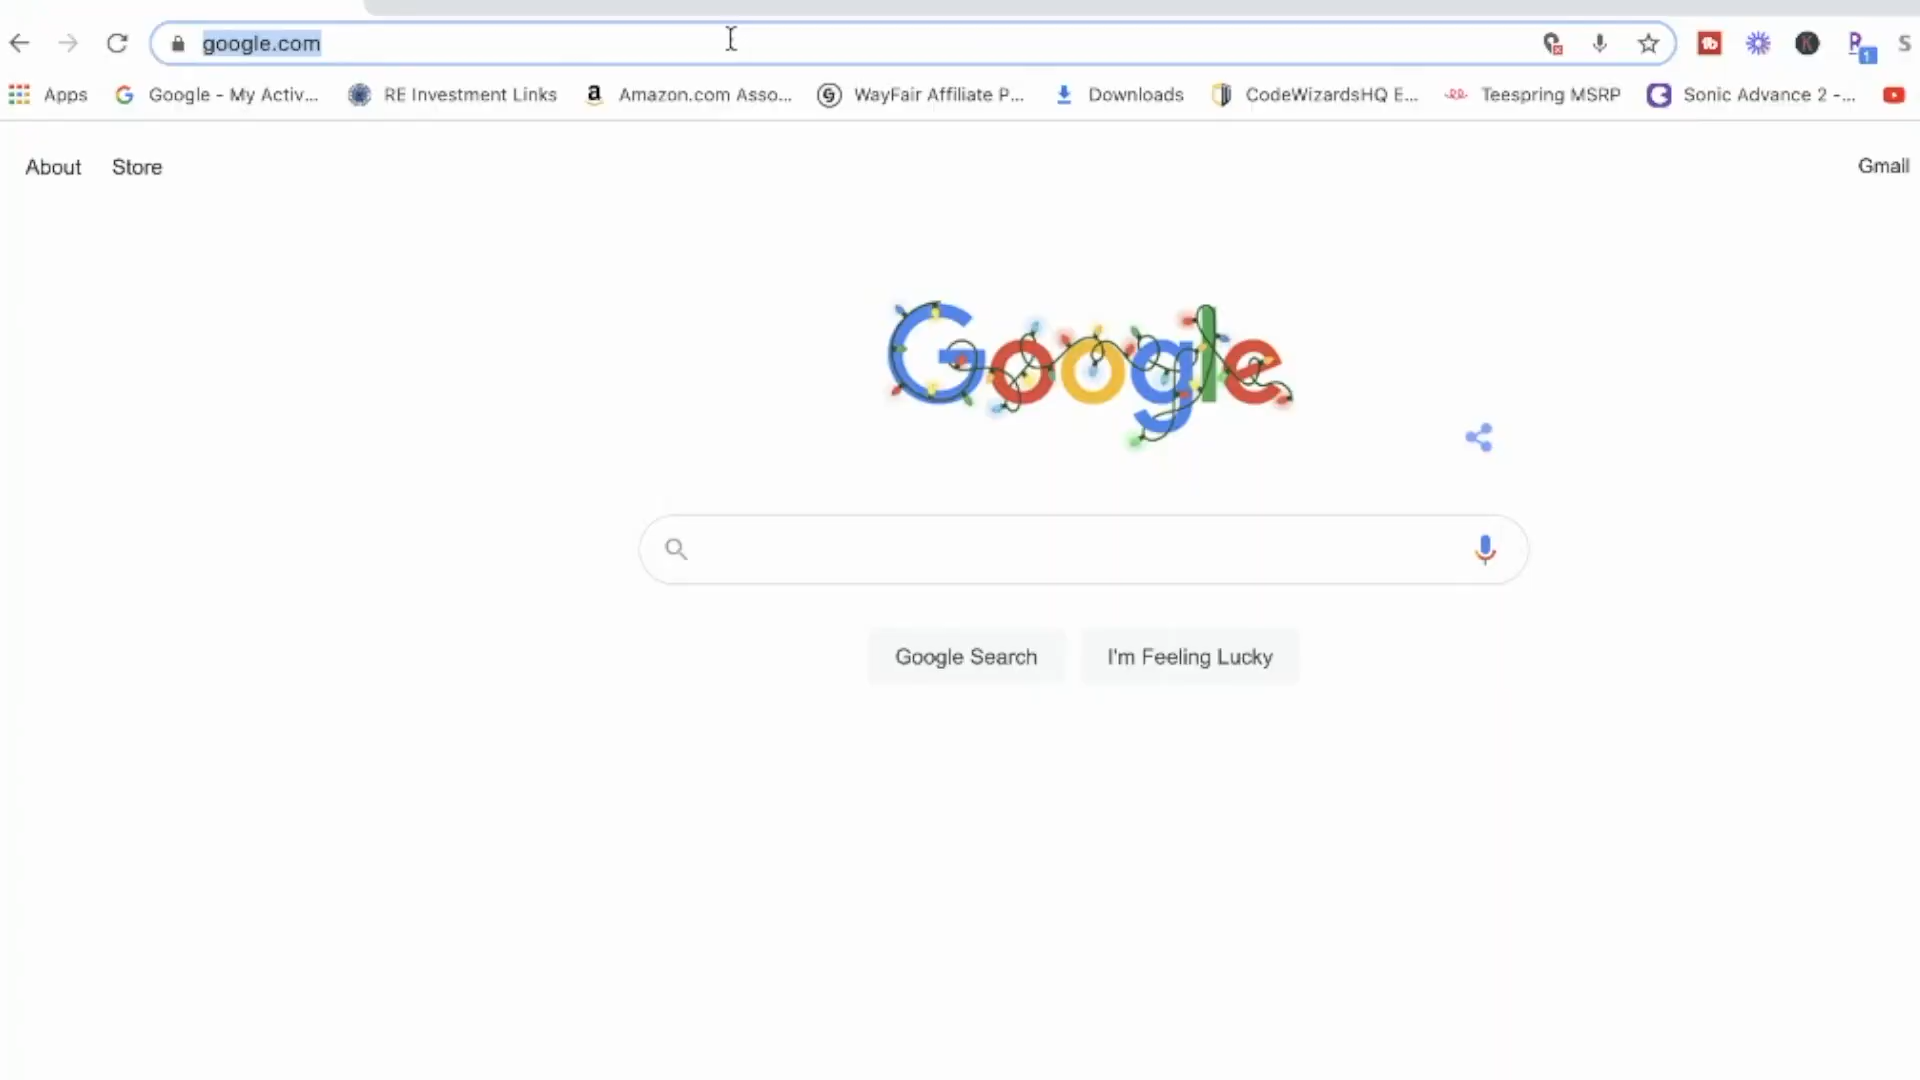 google.com
Apps Google - My Activ... RE Investment Links Amazon.com Asso... WayFair Affiliate P... Downloads CodeWizardsHQ E... Teespring MSRP Sonic Advance 2 -...
About Store Gmail
Google
Google Search I'm Feeling Lucky